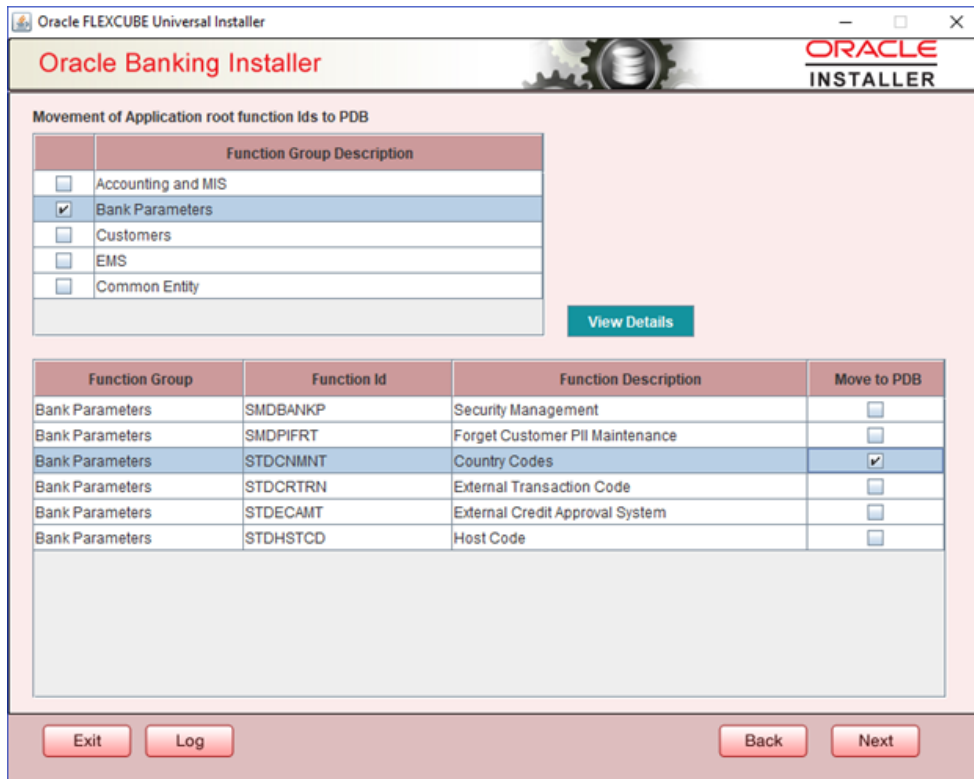 Oracle FLEXCUBE Universal Installer
Oracle Banking Installer
ORACLE
INSTALLER
Movement of Application root function Ids to PDB
Function Group Description
Accounting and MIS
Bank Parameters
Customers
EMS
Common Entity
View Details
Function Group Function Id Function Description Move to PDB
Bank Parameters SMDBANKP Security Management
Bank Parameters SMDPIFRT Forget Customer PII Maintenance
Bank Parameters STDCNMNT Country Codes
Bank Parameters STDCRTRN External Transaction Code
Bank Parameters STDECAMT External Credit Approval System
Bank Parameters STDHSTCD Host Code
Exit Log Back Next